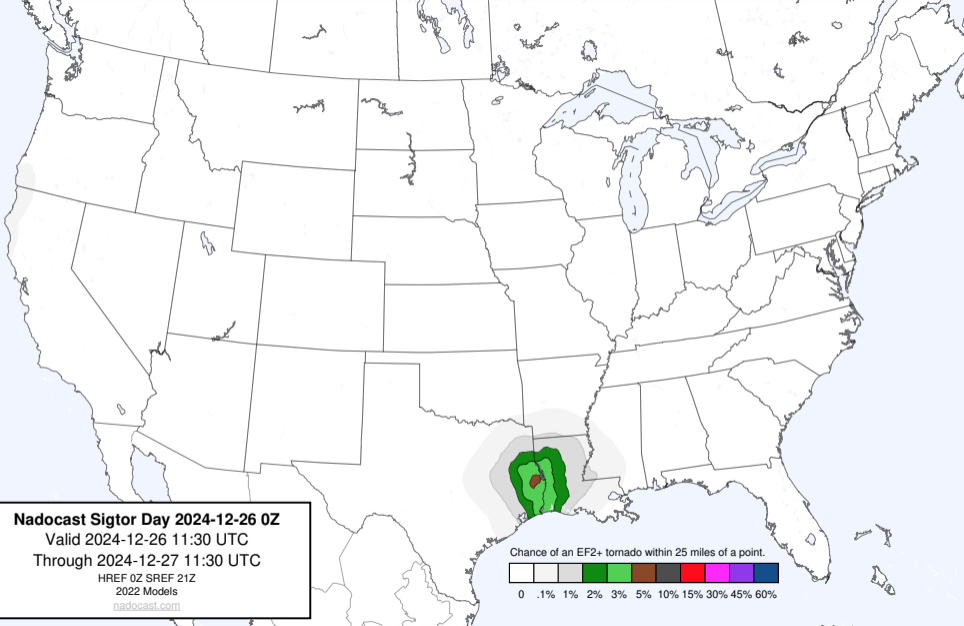 Nadocast Sigtor Day 2024-12-26 0Z
Valid 2024-12-26 11:30 UTC
Through 2024-12-27 11:30 UTC
HREF 0Z SREF 21Z
2022 Models
nadocast.com
Chance of an EF2+ tornado within 25 miles of a point.
0 .1% 1% 2% 3% 5% 10% 15% 30% 45% 60%